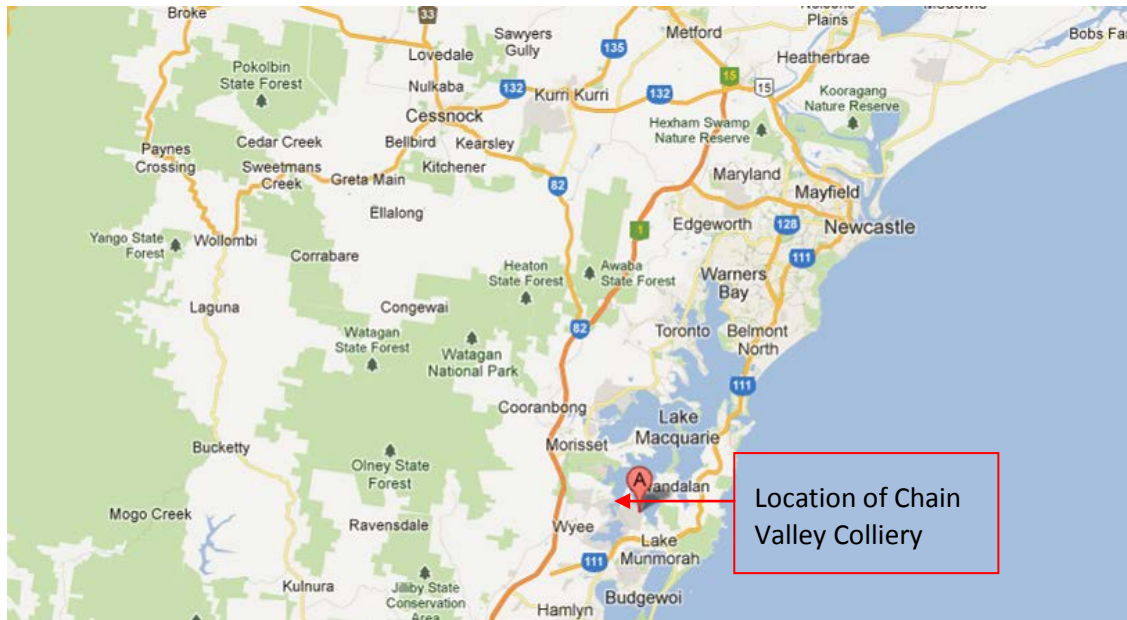 Broke
33
Sawyers
Gully
135
Metford
Plains
Heatherbrae
Bobs Far
Lovedale
Pokolbin
State Forest
Nulkaba
132
Kurri Kurri
132
15
15
Kooragang
Nature Reserve
Cessnock
Hexham Swamp
Nature Reserve
Cedar Creek
Bellbird
Kearsley
Paynes
Crossing
Sweetmans
Creek
Greta Main
Kitchener
82
Maryland
Mayfield
Ellalong
Edgeworth
128
Newcastle
1
111
Yango State
Forest
Wollombi
Corrabare
Heaton
State Forest
Awaba
State Forest
Warners
Bay
Laguna
Congewai
82
Toronto
Belmont
North
Watagan
State Forest
Watagan
National Park
111
Cooranbong
Lake
Macquarie
Bucketty
Morisset
Olney State
Forest
A
andalan
Location of Chain
Valley Colliery
Mogo Creek
Ravensdale
Wyee
Lake
Munmorah
111
Kulnura
Jilliby State
Conservation
Area
Budgewoi
Hamlyn